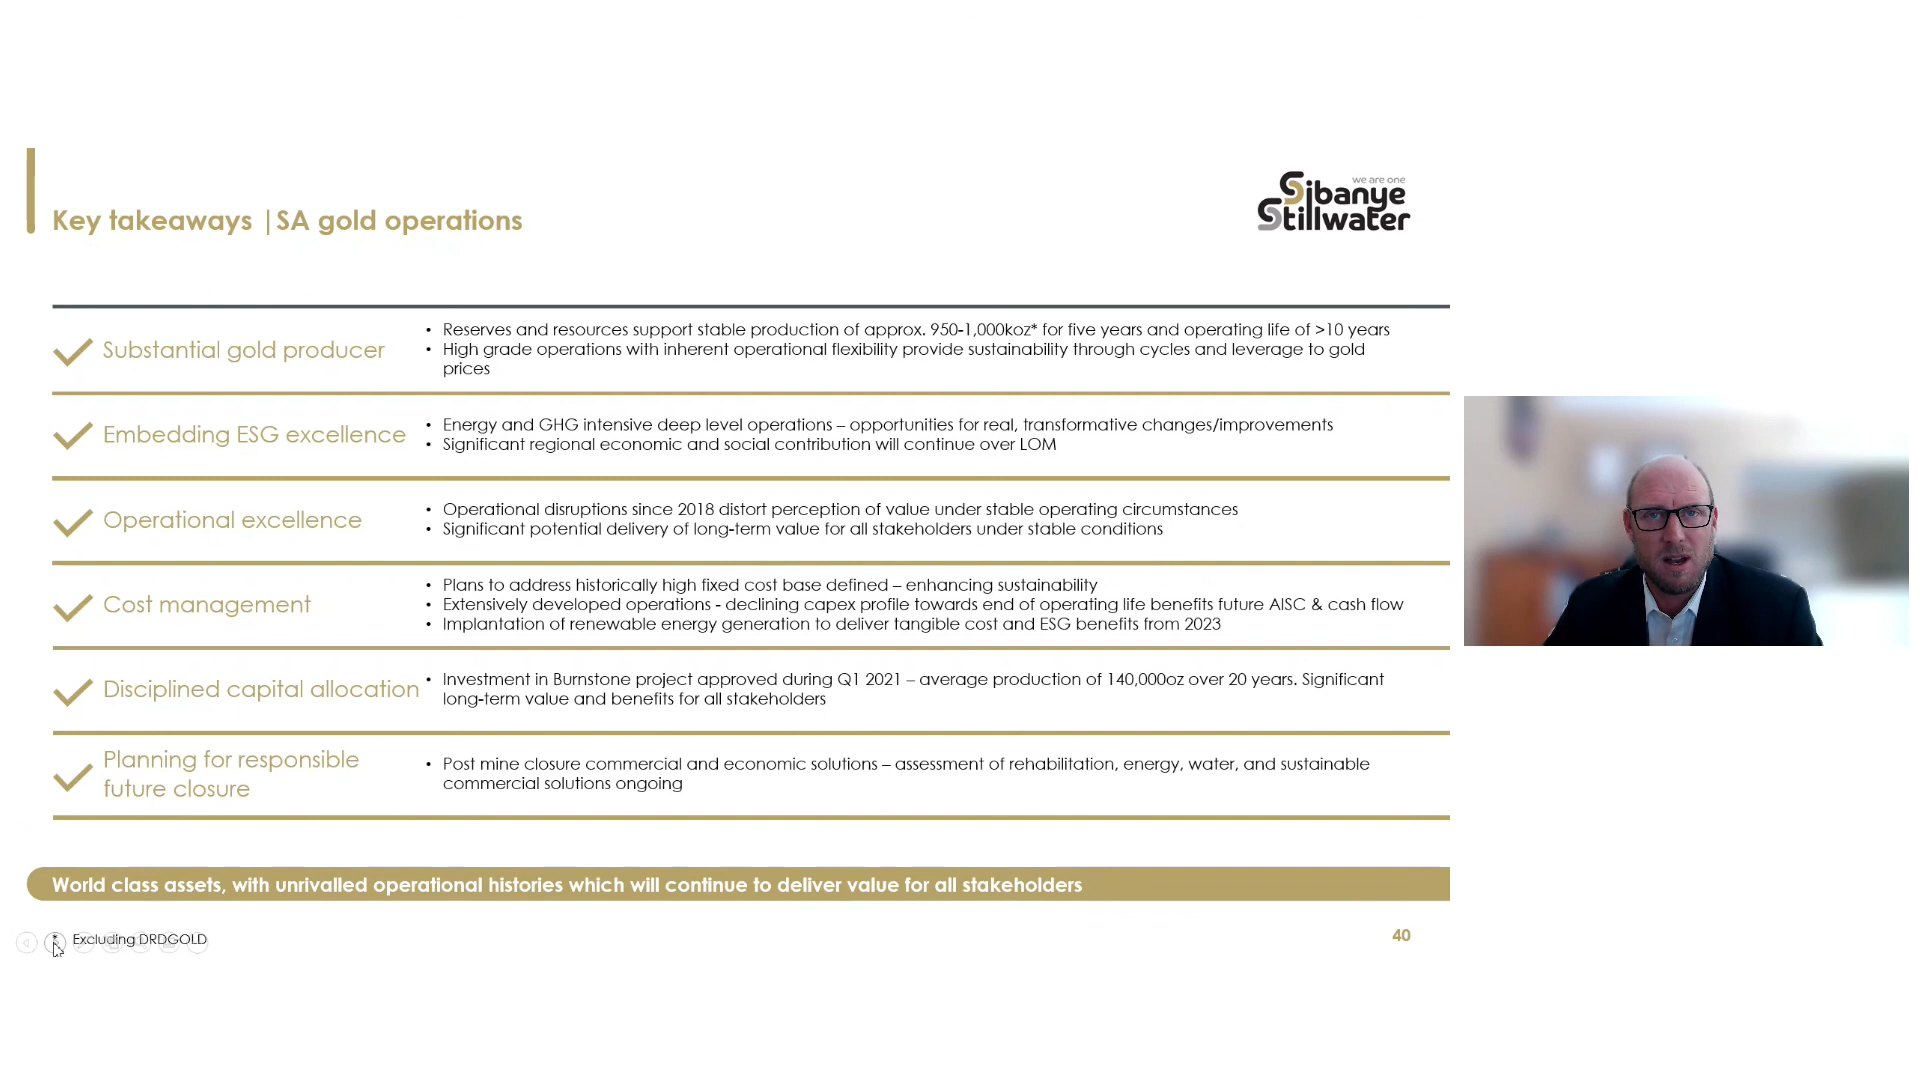 we are one
Sibanye
Stillwater
Key takeaways |SA gold operations
Substantial gold producer
• Reserves and resources support stable production of approx. 950-1,000koz* for five years and operating life of >10 years
• High grade operations with inherent operational flexibility provide sustainability through cycles and leverage to gold
prices
Embedding ESG excellence
• Energy and GHG intensive deep level operations – opportunities for real, transformative changes/improvements
• Significant regional economic and social contribution will continue over LOM
Operational excellence
• Operational disruptions since 2018 distort perception of value under stable operating circumstances
• Significant potential delivery of long-term value for all stakeholders under stable conditions
Cost management
• Plans to address historically high fixed cost base defined – enhancing sustainability
• Extensively developed operations - declining capex profile towards end of operating life benefits future AISC & cash flow
• Implantation of renewable energy generation to deliver tangible cost and ESG benefits from 2023
Disciplined capital allocation
• Investment in Burnstone project approved during Q1 2021 – average production of 140,000oz over 20 years. Significant
long-term value and benefits for all stakeholders
Planning for responsible
future closure
• Post mine closure commercial and economic solutions – assessment of rehabilitation, energy, water, and sustainable
commercial solutions ongoing
World class assets, with unrivalled operational histories which will continue to deliver value for all stakeholders
* Excluding DRDGOLD
40